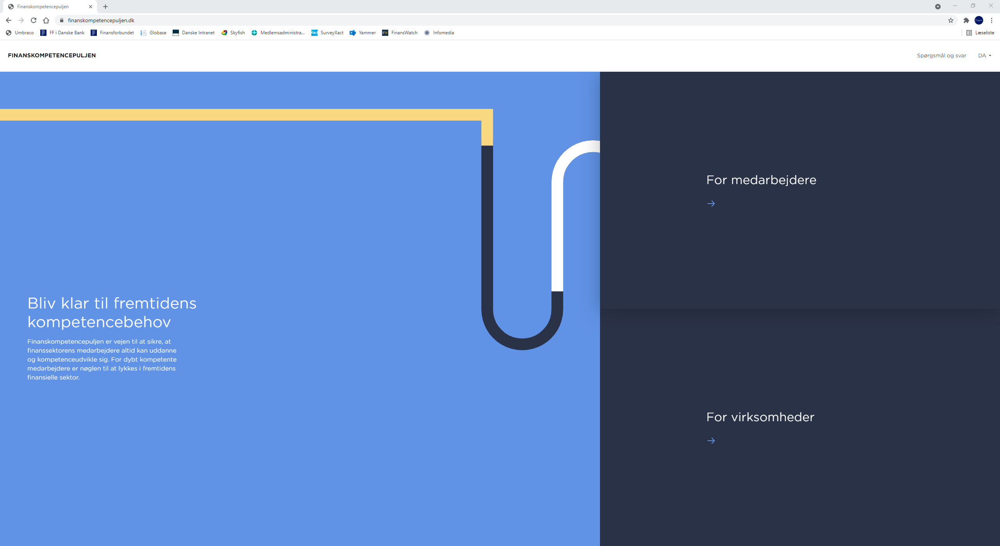 Finanskompetencepuljen
finanskompetencepuljen.dk
Umbraco
FF i Danske Bank
Finansforbundet
Globase
Danske Intranet
Skyfish
Medlemsadministra...
Xact
SurveyXact
Yammer
FW
FinansWatch
Infomedia
Læseliste
FINANSKOMPETENCEPULJEN
Spørgsmål og svar
DA
Bliv klar til fremtidens
kompetencebehov
Finanskompetencepuljen er vejen til at sikre, at
finanssektorens medarbejdere altid kan uddanne
og kompetenceudvikle sig. For dybt kompetente
medarbejdere er nøglen til at lykkes i fremtidens
finansielle sektor.
For medarbejdere
For virksomheder